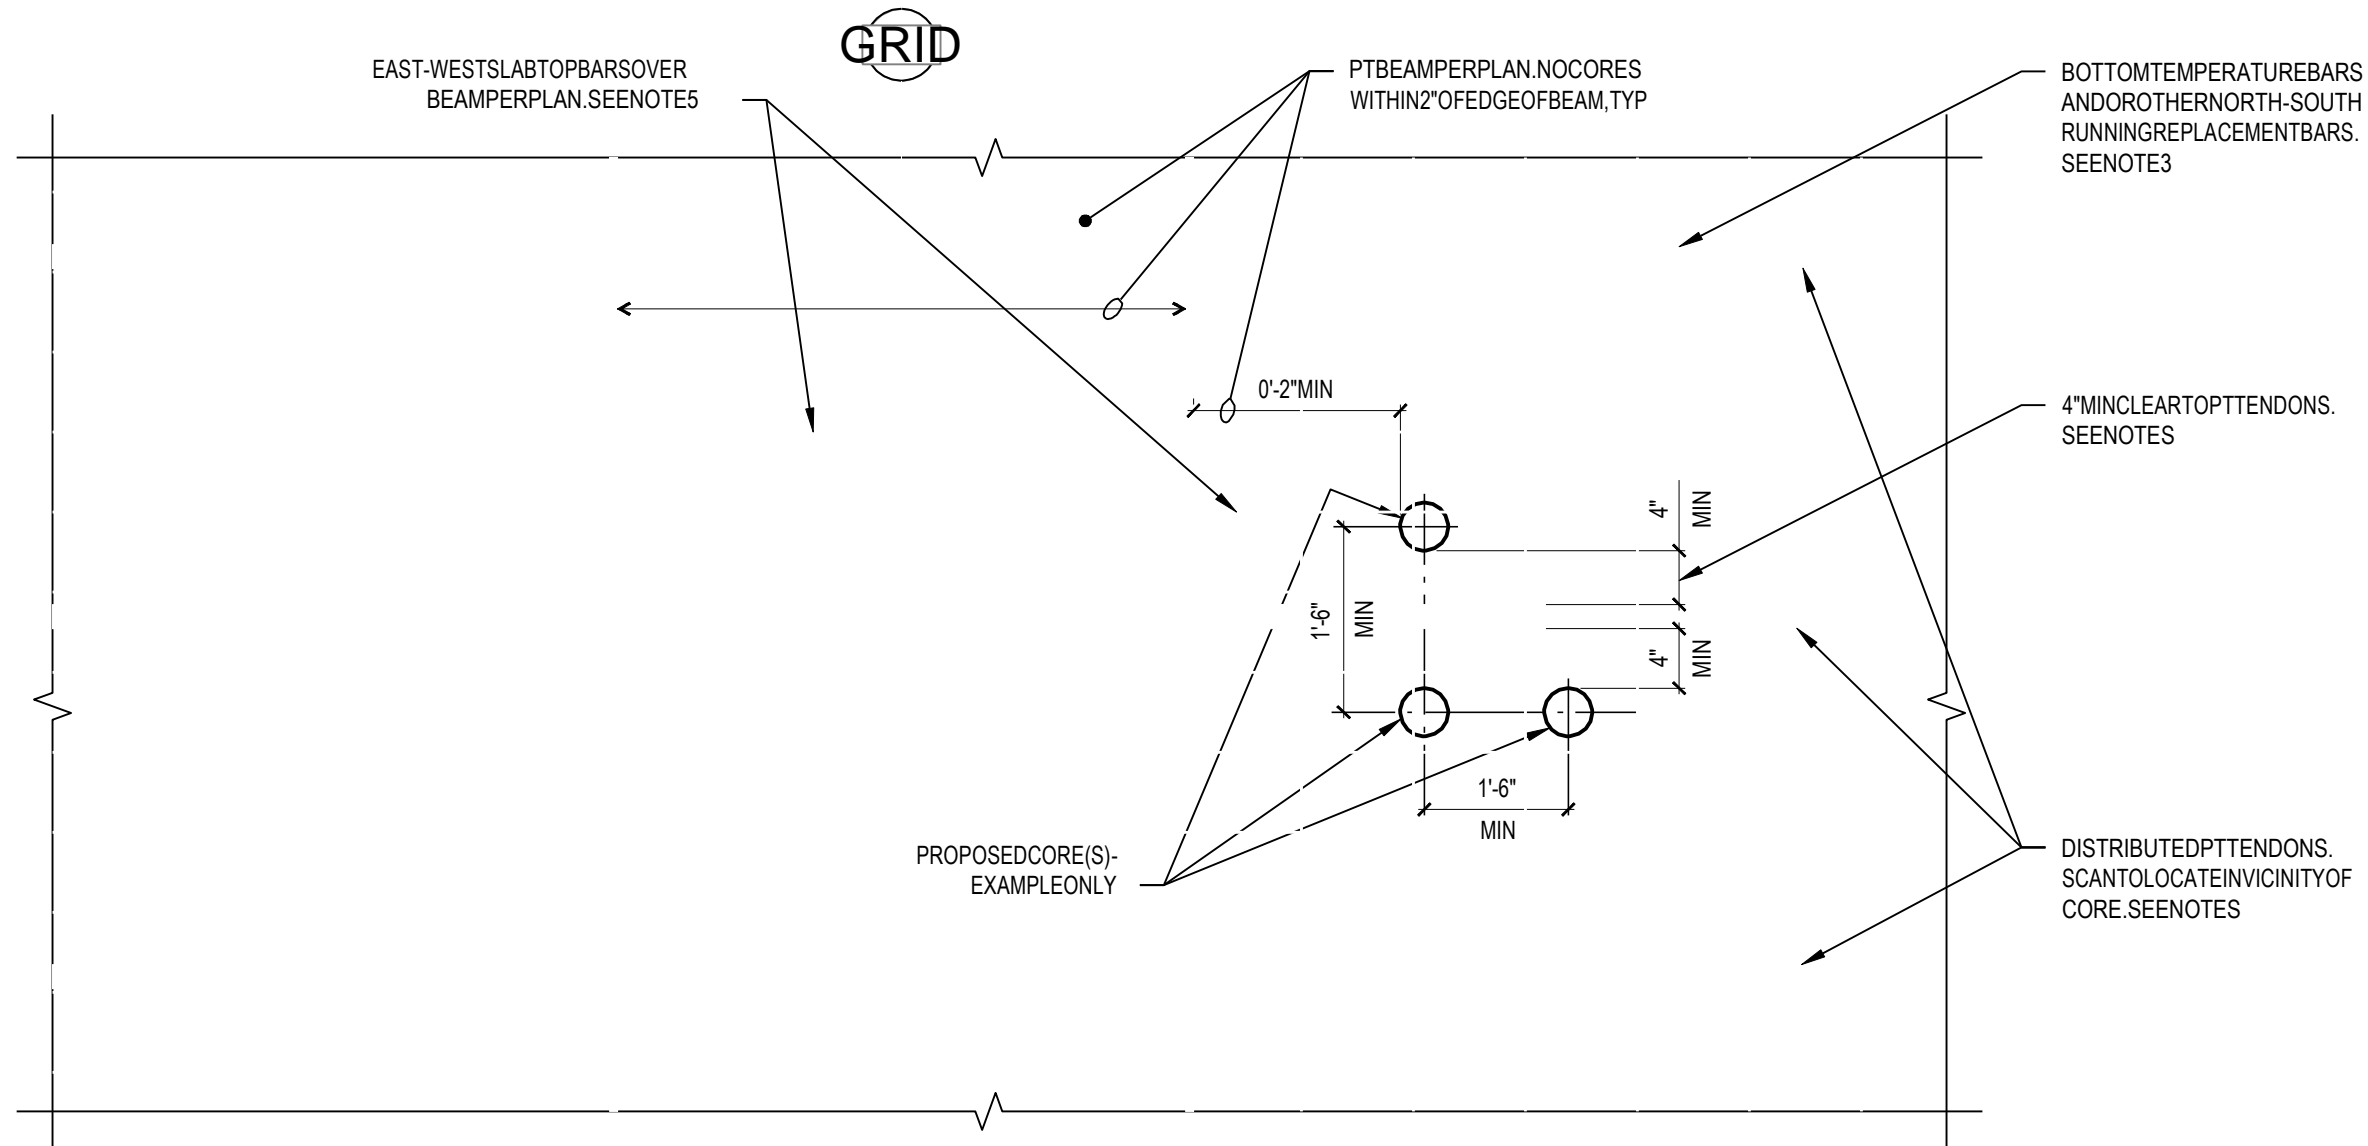 GRID
EAST-WESTSLABTOPBARSOVER
BEAMPERPLAN.SEENOTE5
PTBEAMPERPLAN.NOCORES
WITHIN2"OFEDGEOFBEAM,TYP
BOTTOMTEMPERATUREBARS
ANDOROTHERNORTH-SOUTH
RUNNINGREPLACEMENTBARS.
SEENOTE3
0'-2"MIN
4"MINCLEARTOPTTENDONS.
SEENOTES
4"
MIN
1'-6"
MIN
4"
MIN
1'-6"
MIN
PROPOSEDCORE(S)-
EXAMPLEONLY
DISTRIBUTEDPTTENDONS.
SCANTOLOCATEINVICINITYOF
CORE.SEENOTES